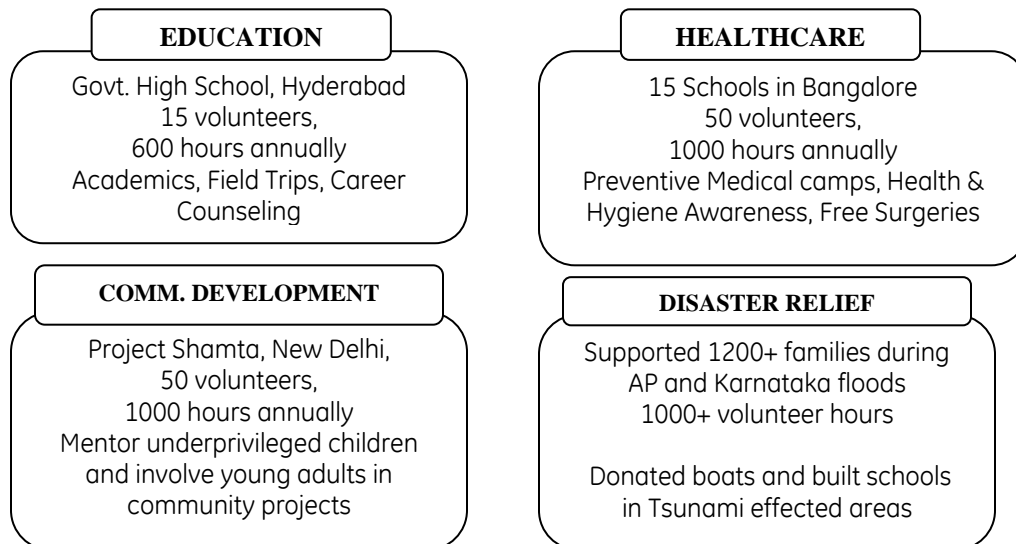 EDUCATION
Govt. High School, Hyderabad
15 volunteers,
600 hours annually
Academics, Field Trips, Career
Counseling
HEALTHCARE
15 Schools in Bangalore
50 volunteers,
1000 hours annually
Preventive Medical camps, Health &
Hygiene Awareness, Free Surgeries
COMM. DEVELOPMENT
Project Shamta, New Delhi,
50 volunteers,
1000 hours annually
Mentor underprivileged children
and involve young adults in
community projects
DISASTER RELIEF
Supported 1200+ families during
AP and Karnataka floods
1000+ volunteer hours
Donated boats and built schools
in Tsunami effected areas